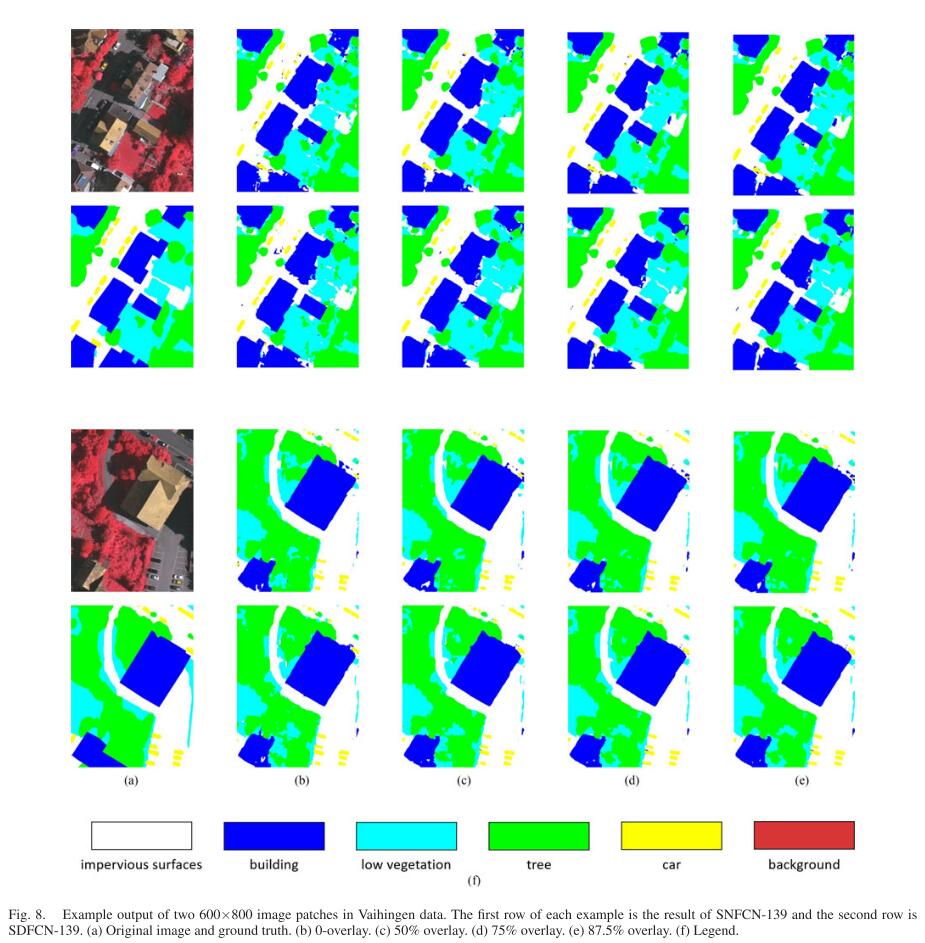 (a)
(b)
(c)
(d)
(e)
impervious surfaces
building
low vegetation
tree
car
background
(f)
Fig. 8. Example output of two 600×800 image patches in Vaihingen data. The first row of each example is the result of SNFCN-139 and the second row is
SDFCN-139. (a) Original image and ground truth. (b) 0-overlay. (c) 50% overlay. (d) 75% overlay. (e) 87.5% overlay. (f) Legend.